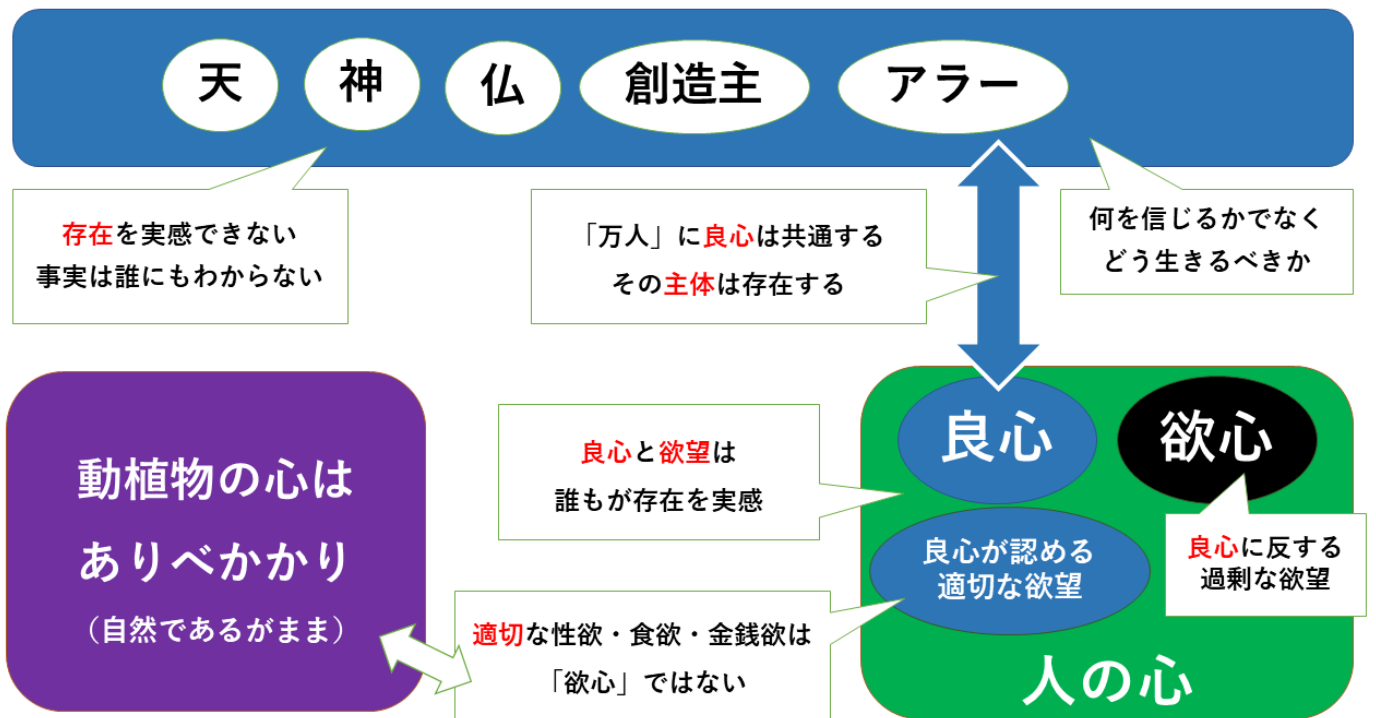 天
神
仏
創造主
アラー
存在を実感できない
事実は誰にもわからない
「万人」に良心は共通する
その主体は存在する
何を信じるかでなく
どう生きるべきか
動植物の心は
ありべかかり
（自然であるがまま）
良心と欲望は
誰もが存在を実感
適切な性欲・食欲・金銭欲は
「欲心」ではない
良心
欲心
良心が認める
適切な欲望
良心に反する
過剰な欲望
人の心